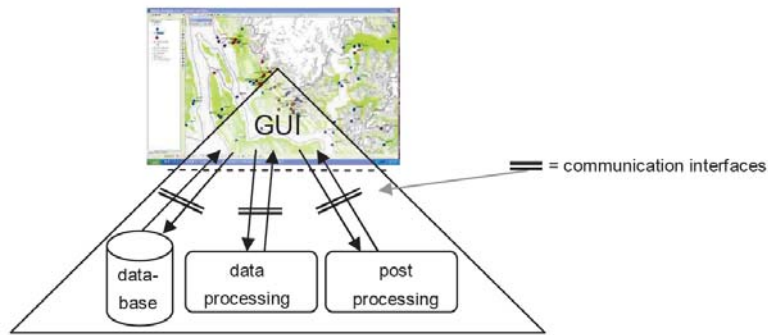 GUI
= communication interfaces
data-
base
data
processing
post
processing